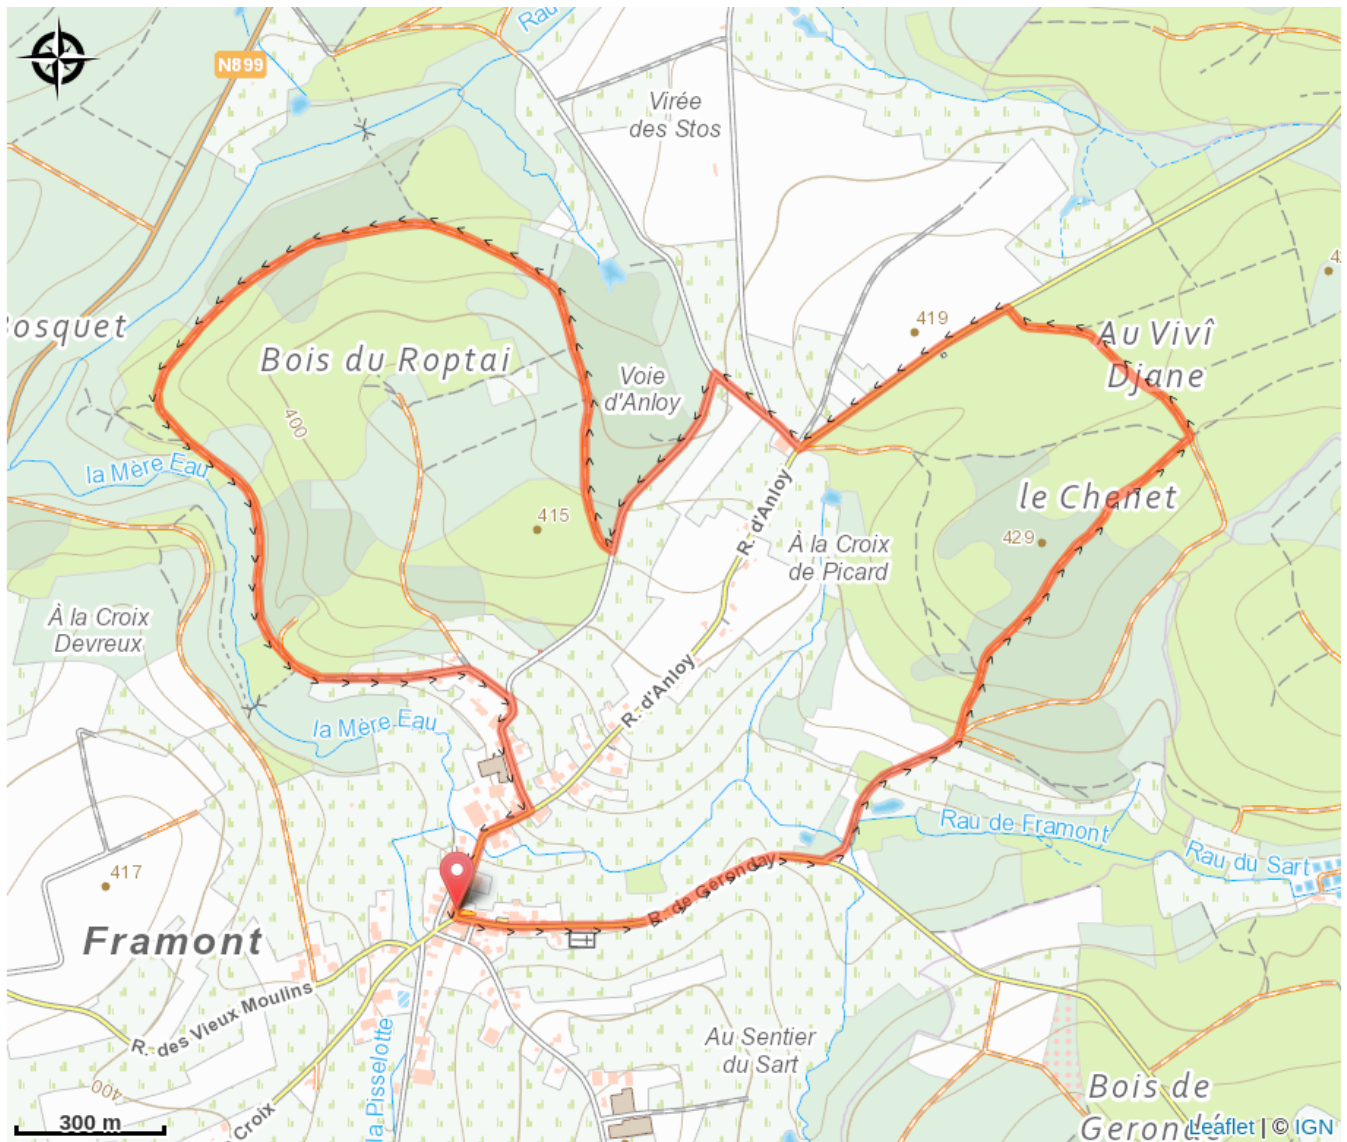 Rau
N899
Virée
des Stos
419
Au Vivî
Djane
Bosquet
Bois du Roptai
Voie
d'Anloy
400
la Mère Eau
le Chenet
415
R. d'Anloy
429
À la Croix
de Picard
À la Croix
Devreux
R. d'Anloy
la Mère Eau
Rau de Framont
Rau du Sart
417
R. de Géronday
Framont
R. des Vieux Moulins
la Pisselotte
Au Sentier
du Sart
400
Bois de
300 m
Croix
Leaflet | © IGN